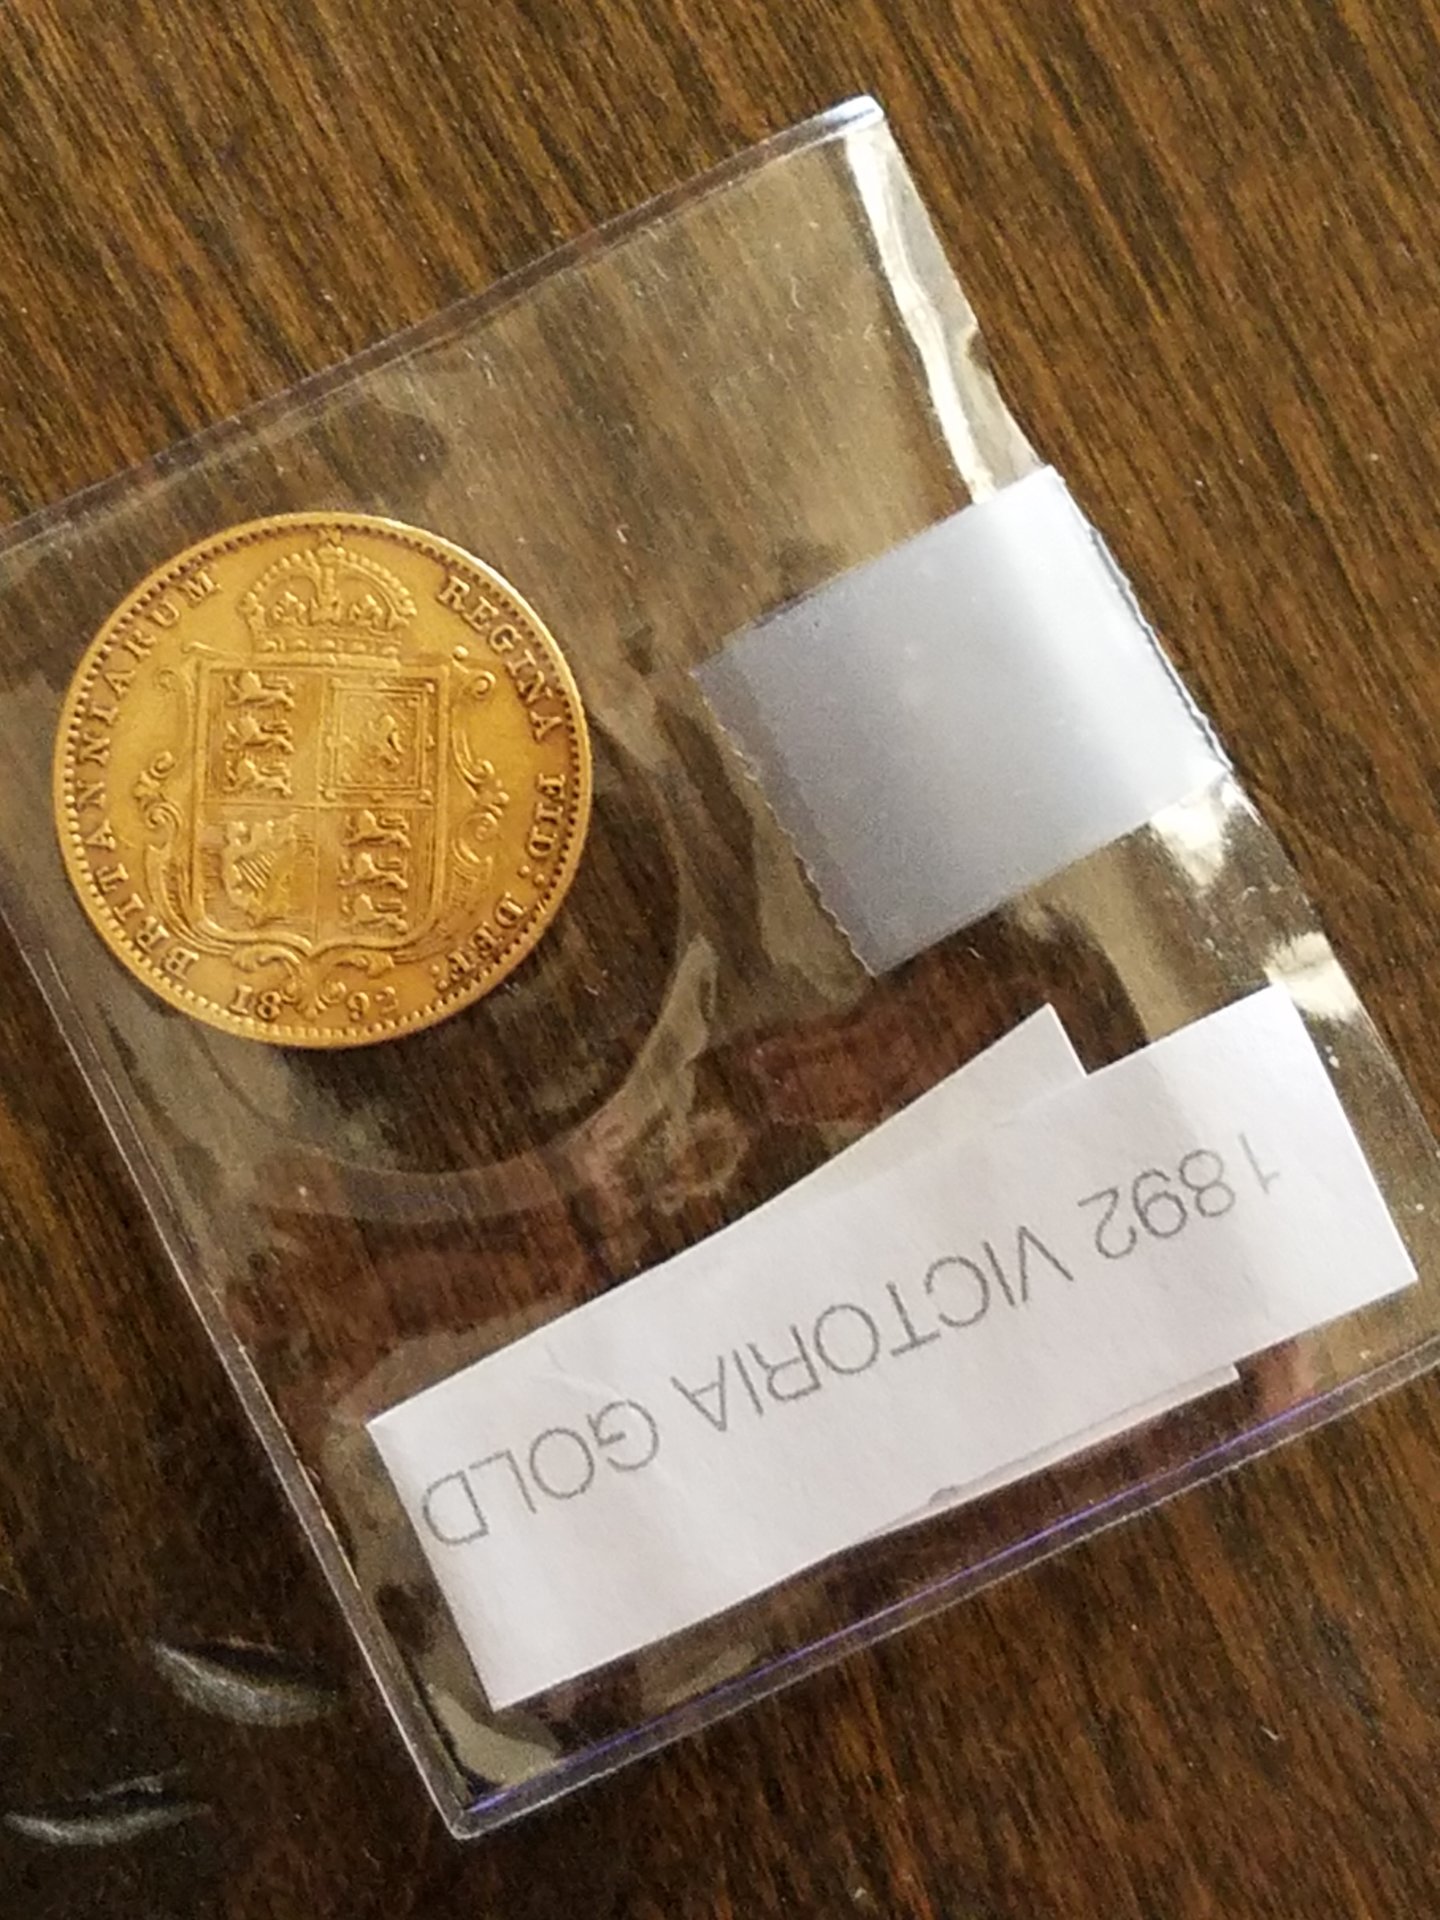 BRITANNIARUM REGINA FID: DEF:
1892
1892 VICTORIA GOLD